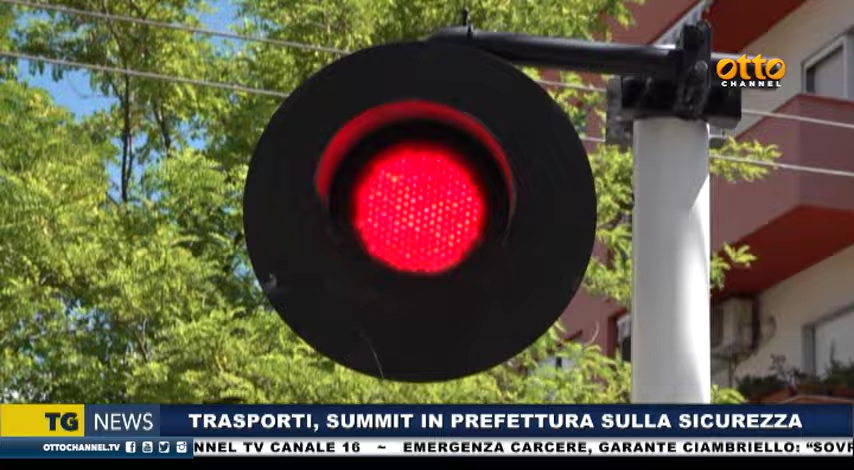 otto
CHANNEL
TG NEWS
TRASPORTI, SUMMIT IN PREFETTURA SULLA SICUREZZA
OTTOCHANNEL.TV
NNEL TV CANALE 16 ~ EMERGENZA CARCERE, GARANTE CIAMBRIELLO: “SOVR